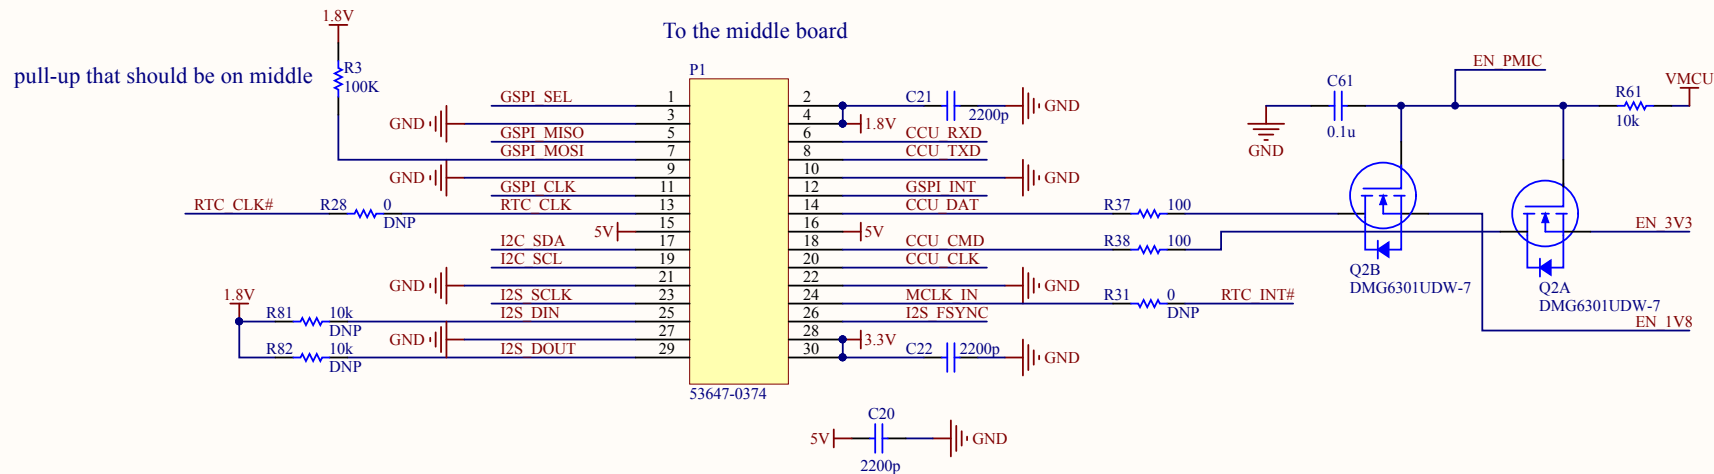 1.8V
To the middle board
pull-up that should be on middle
R3
100K
P1
EN_PMIC
VMCU
C61
0.1u
GND
R61
10k
GSPI_SEL 1 2 C21 2200p GND
GND 3 4 1.8V
GSPI_MISO 5 6 CCU_RXD
GSPI_MOSI 7 8 CCU_TXD
GND 9 10 GND
GSPI_CLK 11 12 GSPI_INT
RTC_CLK# R28 0 DNP RTC_CLK 13 14 CCU_DAT R37 100
5V 15 16 5V
I2C_SDA 17 18 CCU_CMD R38 100
EN_3V3
I2C_SCL 19 20 CCU_CLK
GND 21 22 GND
Q2B
DMG6301UDW-7
Q2A
DMG6301UDW-7
1.8V
I2S_SCLK 23 24 MCLK_IN R31 0 DNP RTC_INT#
R81 10k DNP I2S_DIN 25 26 I2S_FSYNC
EN_1V8
GND 27 28 3.3V
R82 10k DNP I2S_DOUT 29 30 C22 2200p GND
53647-0374
C20
5V GND
2200p